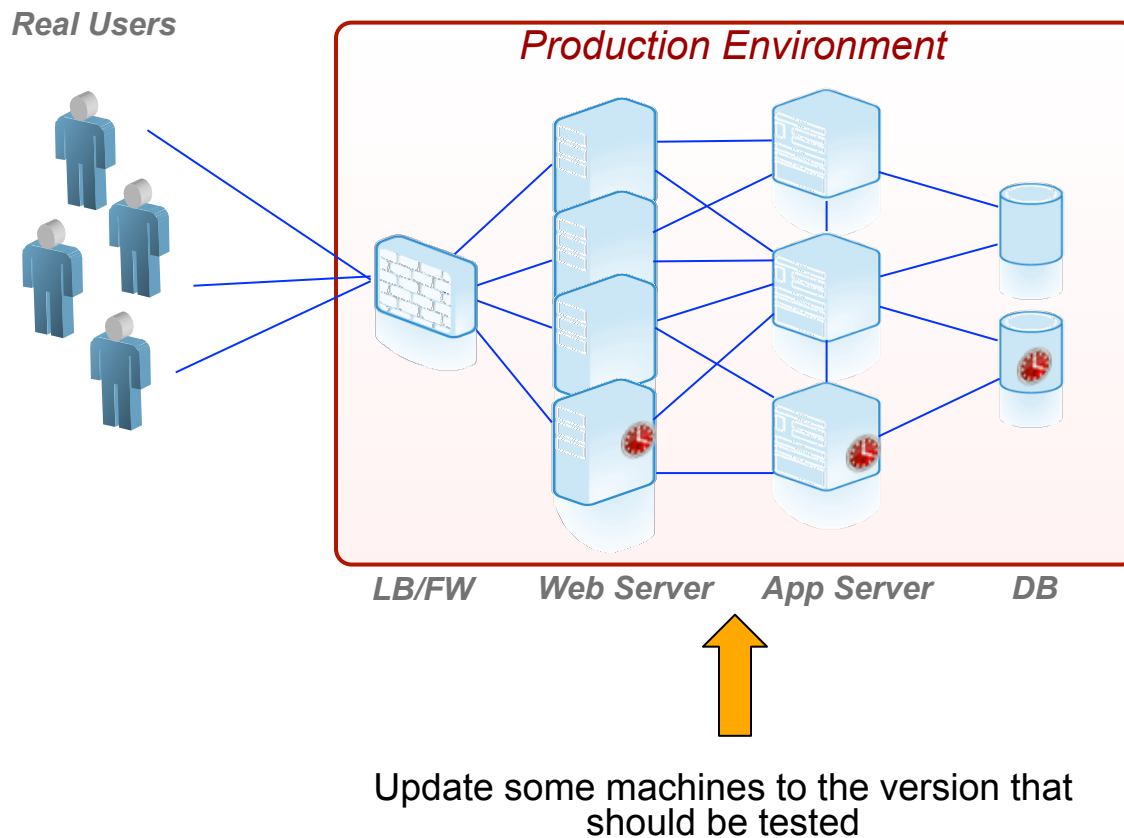 Real Users
Production Environment
LB/FW
Web Server
App Server
DB
Update some machines to the version that
should be tested